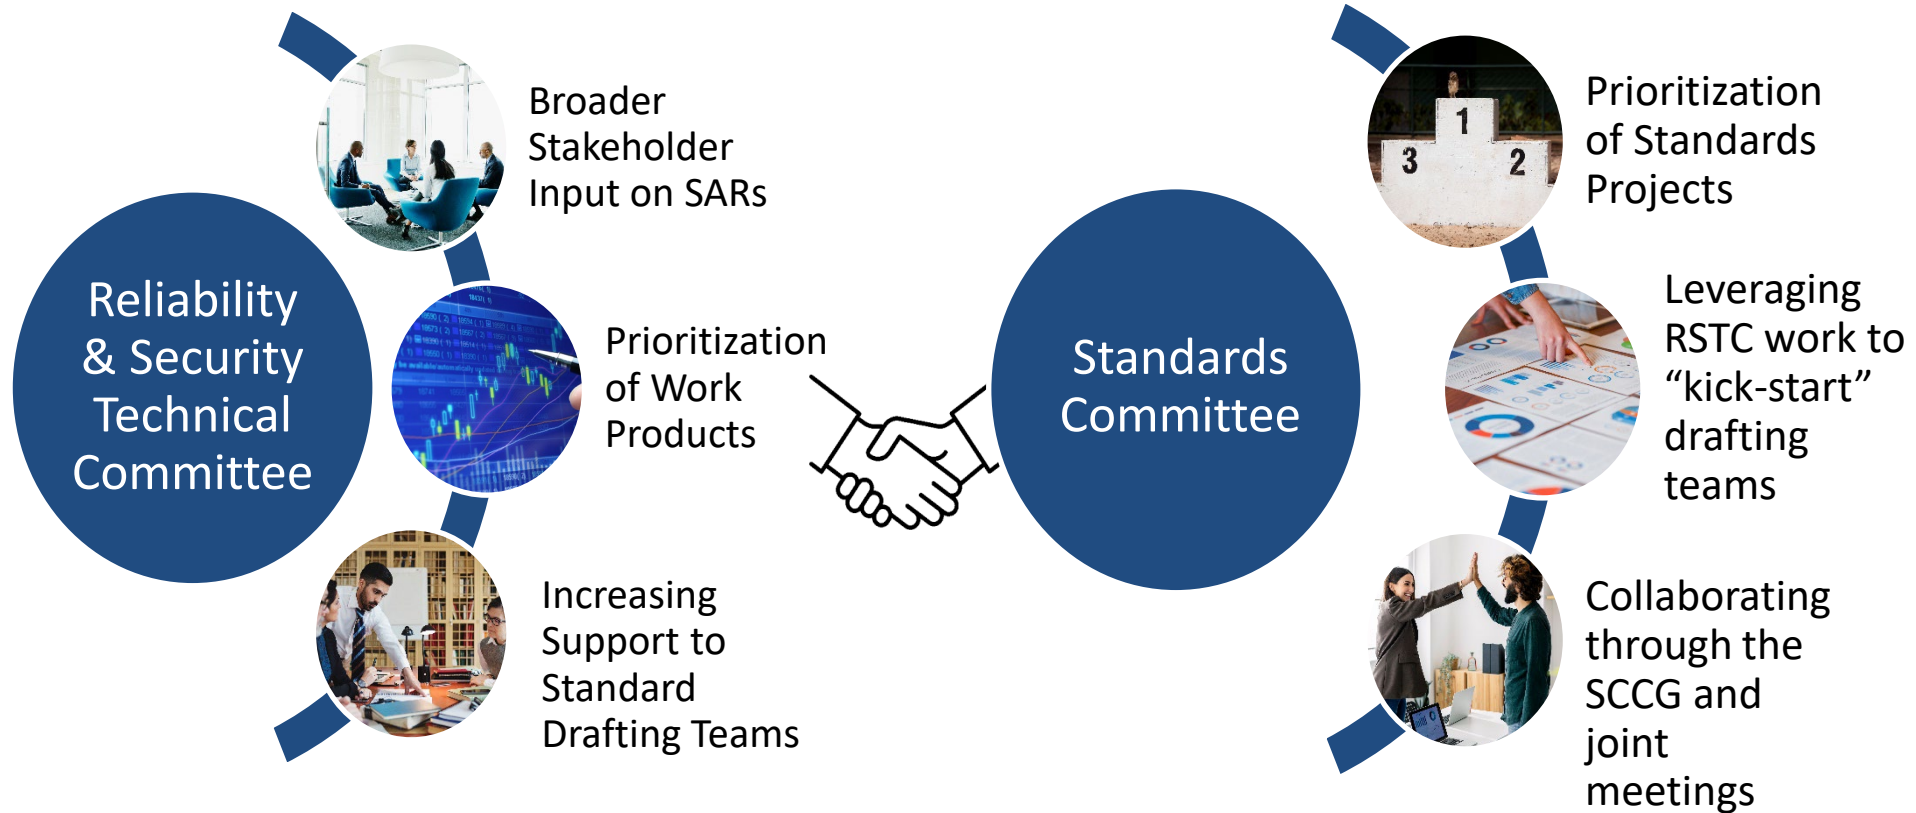 Reliability
& Security
Technical
Committee
Broader
Stakeholder
Input on SARs
Prioritization
of Work
Products
Increasing
Support to
Standard
Drafting Teams
Standards
Committee
1
3
2
Prioritization
of Standards
Projects
Leveraging
RSTC work to
“kick-start”
drafting
teams
Collaborating
through the
SCCG and
joint
meetings